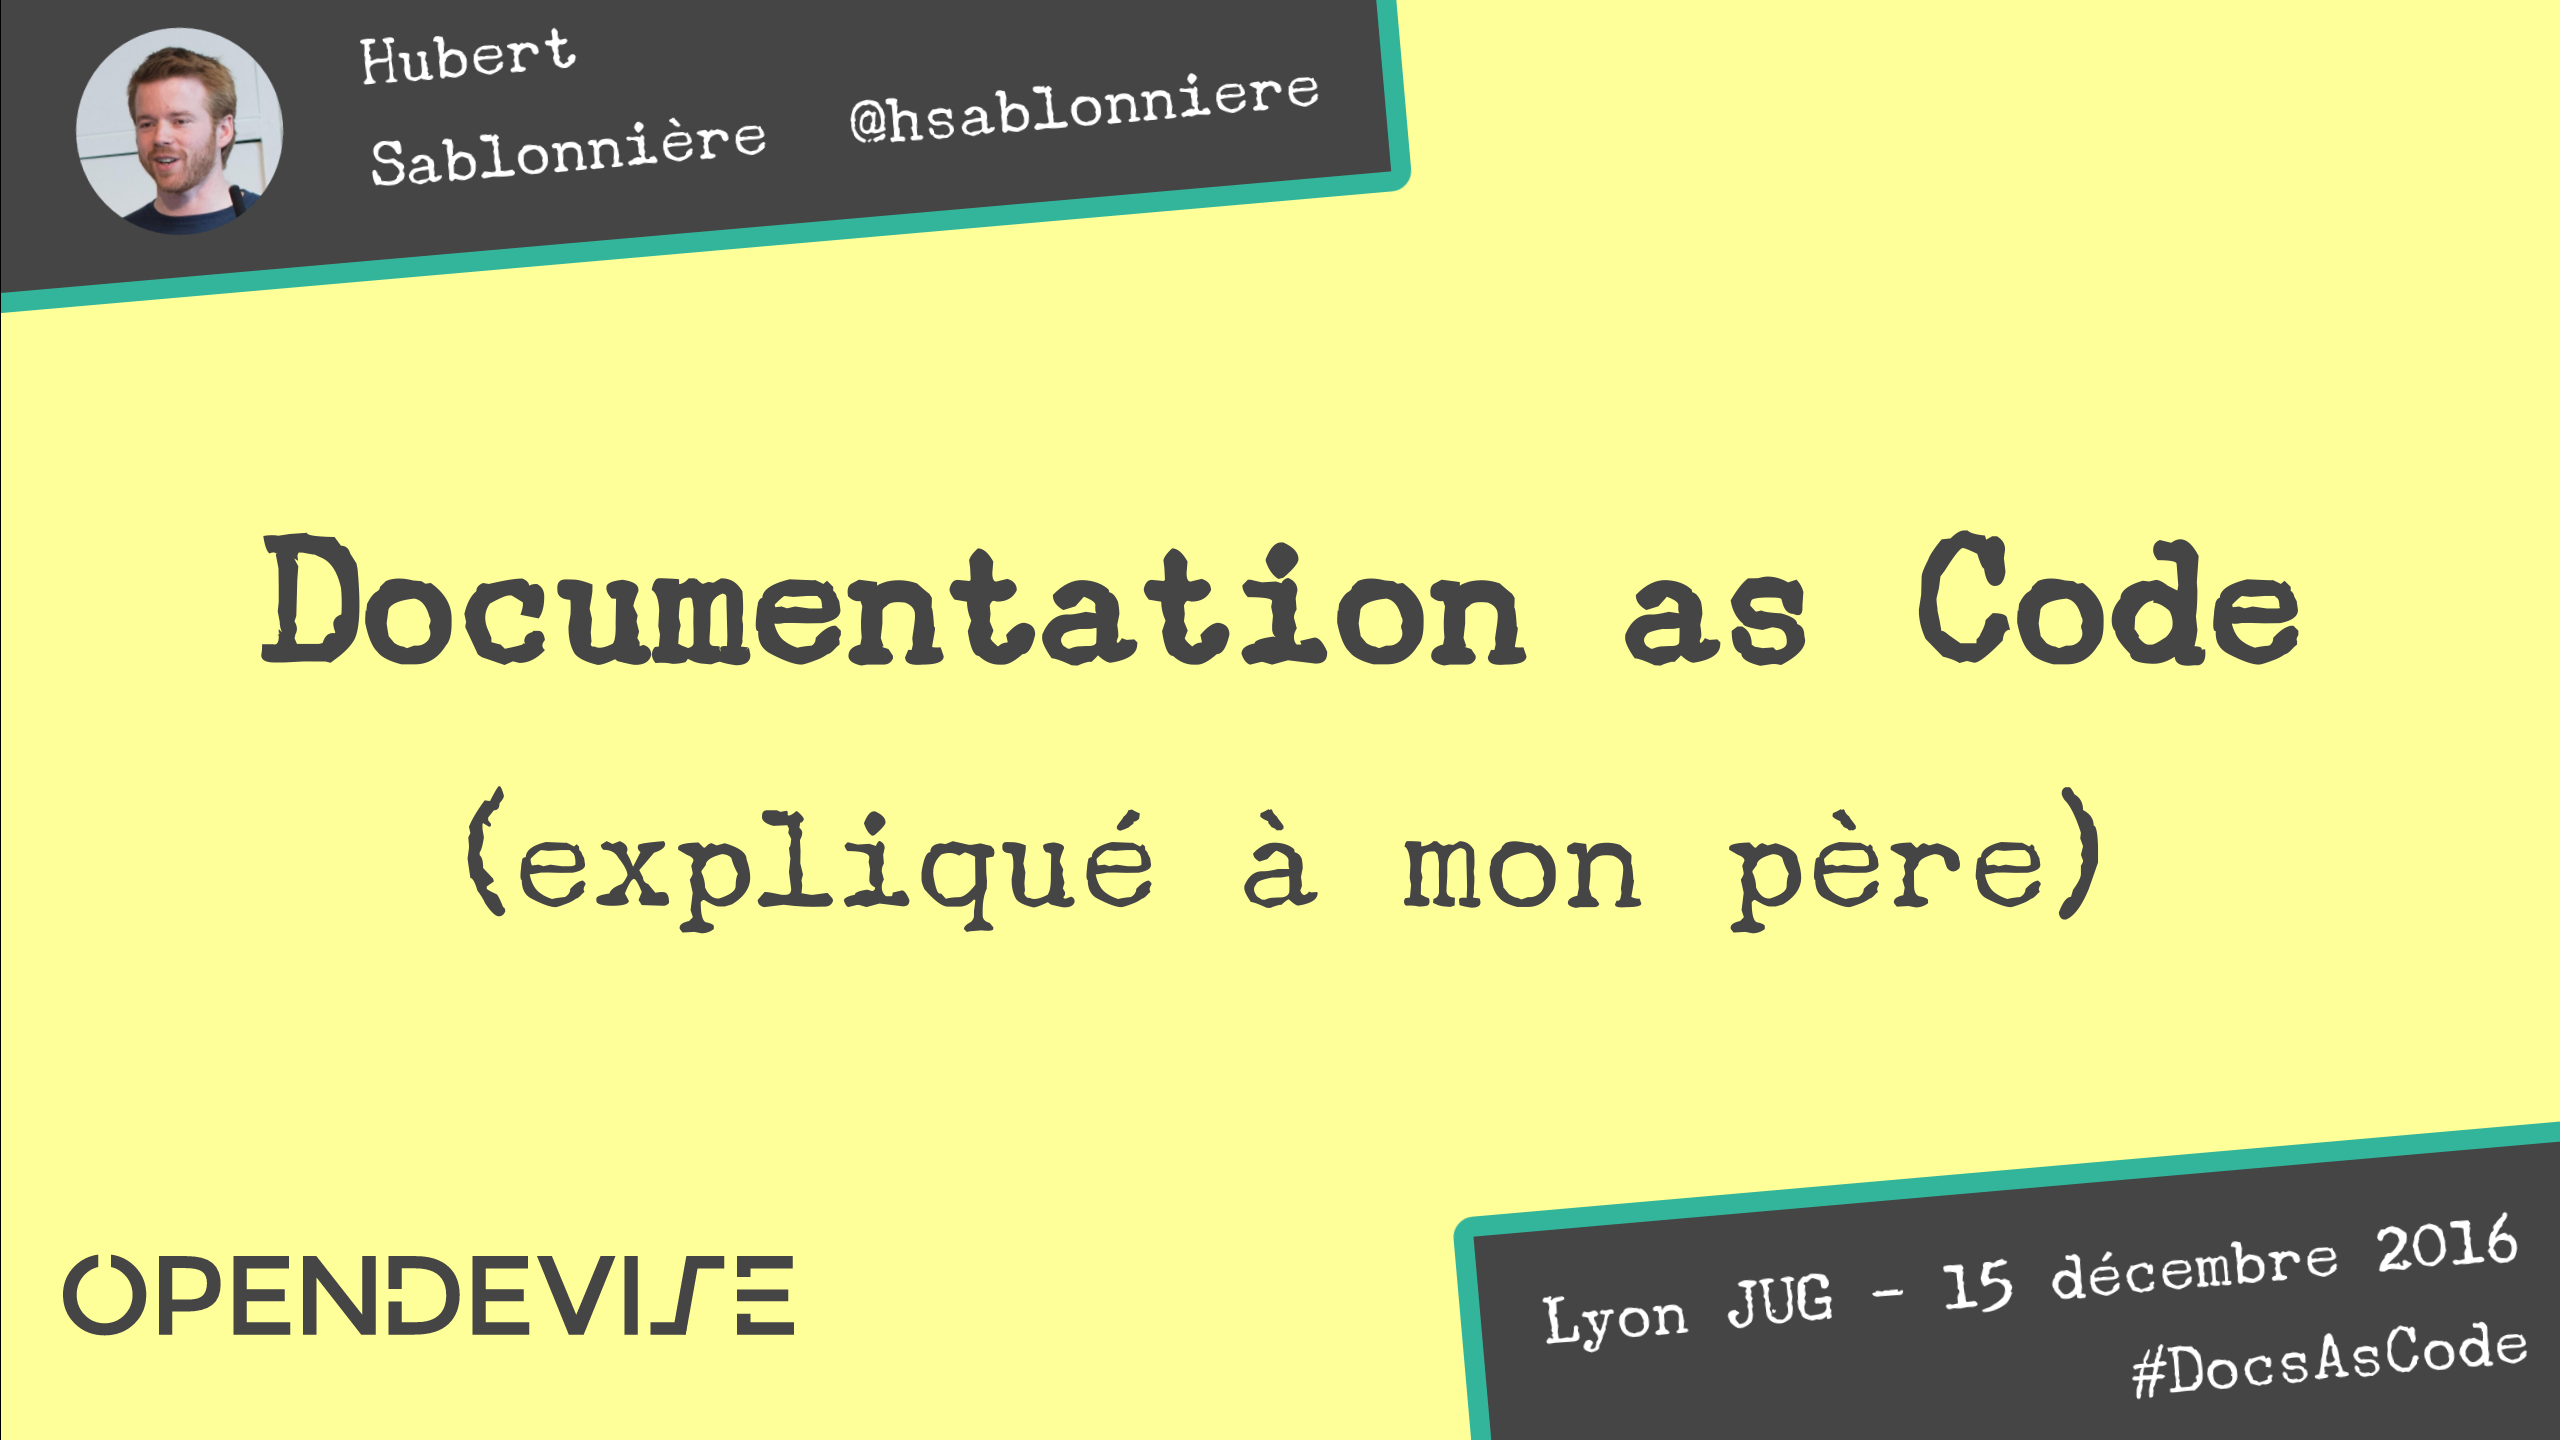 Hubert
Sablonnière @hsablonniere
Documentation as Code
(expliqué à mon père)
OPENDEVISE
Lyon JUG - 15 décembre 2016
#DocsAsCode